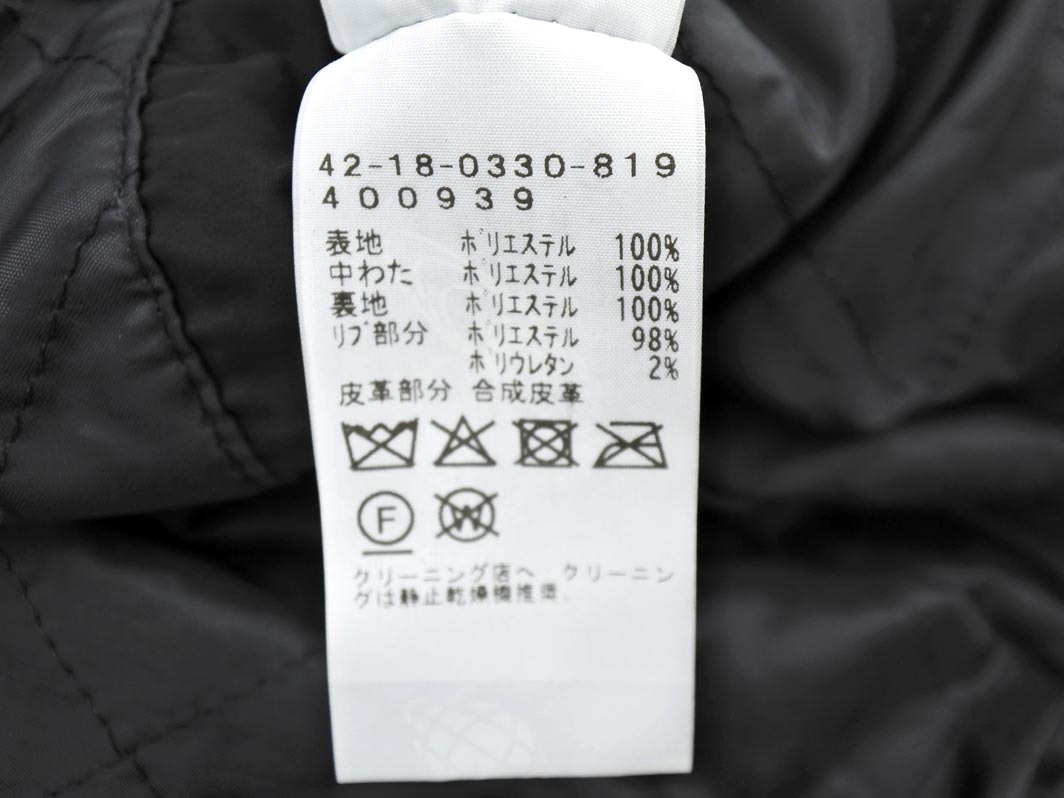 42-18-0330-819
400939
表地 ポリエステル 100%
中わた ポリエステル 100%
裏地 ポリエステル 100%
リブ部分 ポリエステル 98%
ポリウレタン 2%
皮革部分 合成皮革
F
W
クリーニング店へ クリーニン
グは静止乾燥機推奨.